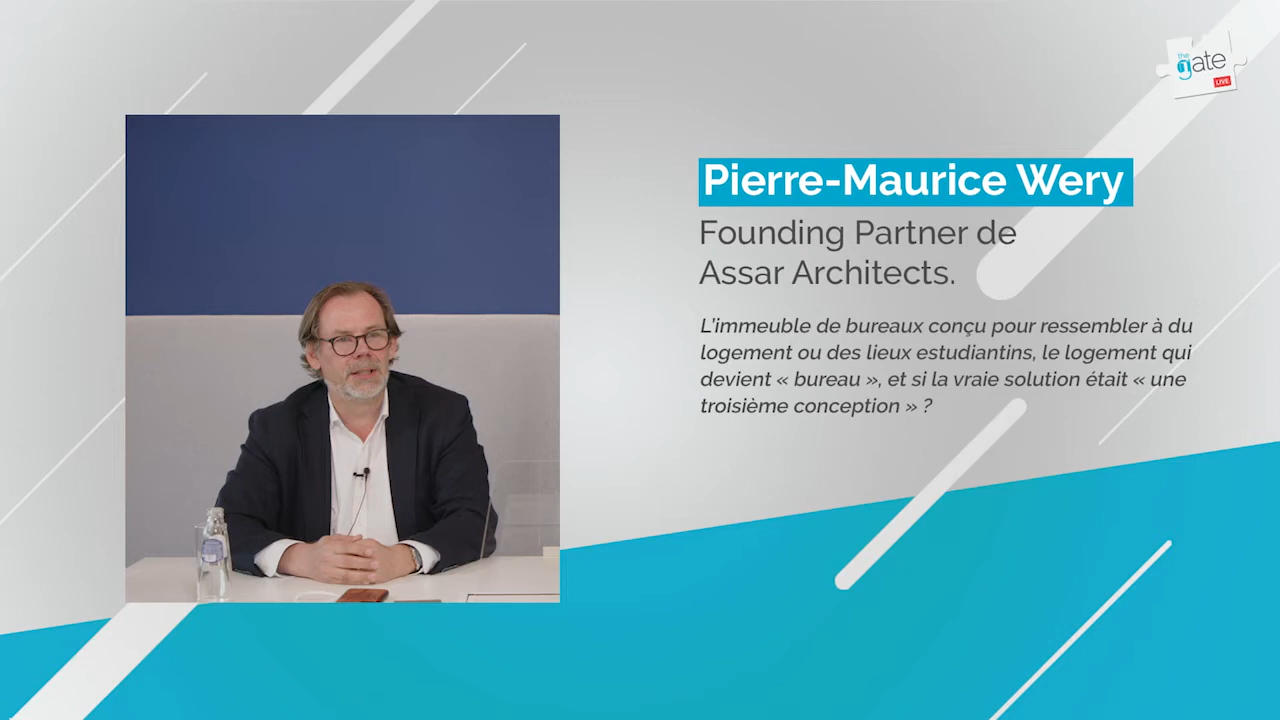 the
gate
LIVE
Pierre-Maurice Wery
Founding Partner de
Assar Architects.
L'immeuble de bureaux conçu pour ressembler à du
logement ou des lieux estudiantins, le logement qui
devient « bureau », et si la vraie solution était « une
troisième conception » ?